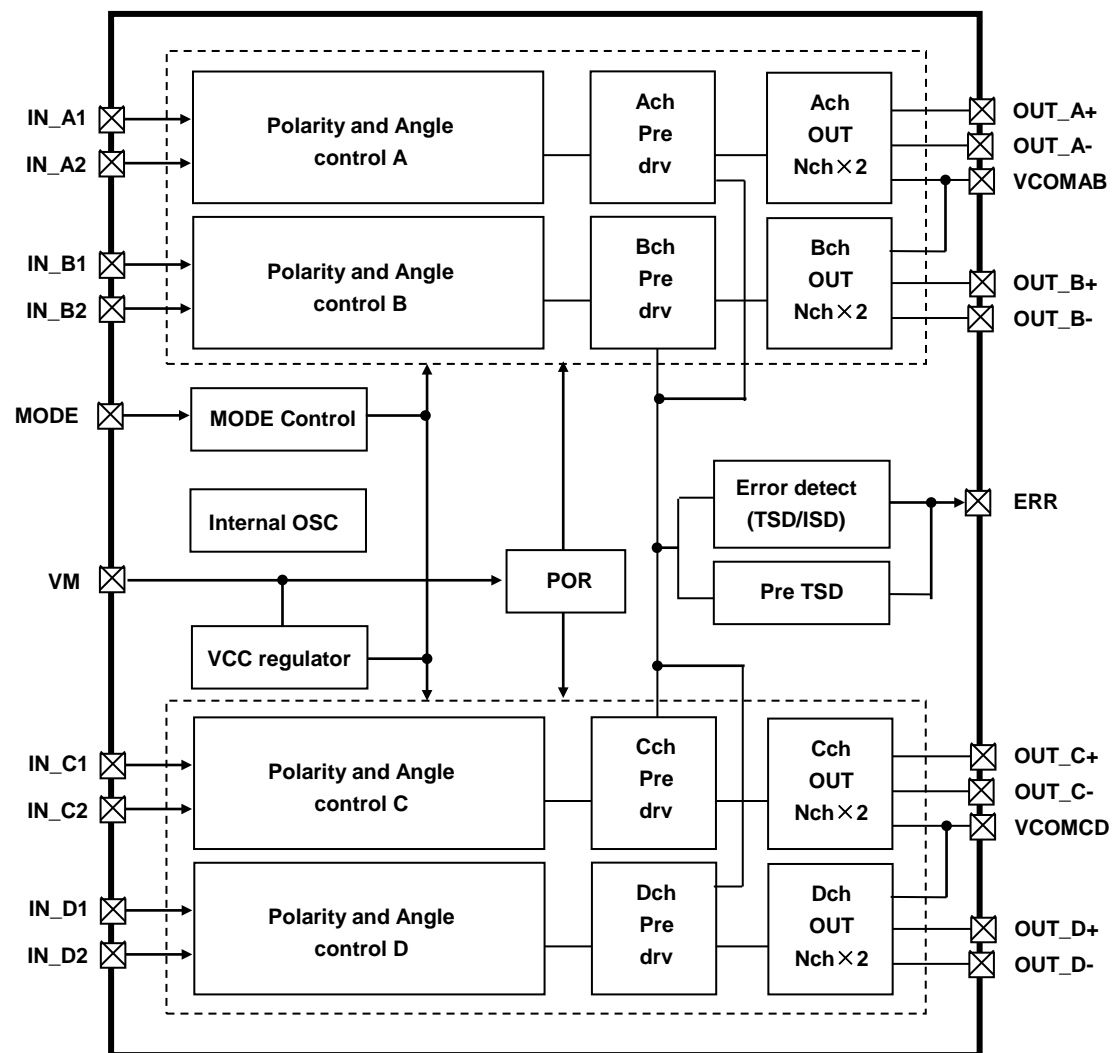 IN_A1
IN_A2
Polarity and Angle
control A
Ach
Pre
drv
Ach
OUT
Nch×2
OUT_A+
OUT_A-
VCOMAB
IN_B1
IN_B2
Polarity and Angle
control B
Bch
Pre
drv
Bch
OUT
Nch×2
OUT_B+
OUT_B-
MODE
MODE Control
Internal OSC
VM
VCC regulator
POR
Error detect
(TSD/ISD)
Pre TSD
ERR
IN_C1
IN_C2
Polarity and Angle
control C
Cch
Pre
drv
Cch
OUT
Nch×2
OUT_C+
OUT_C-
VCOMCD
IN_D1
IN_D2
Polarity and Angle
control D
Dch
Pre
drv
Dch
OUT
Nch×2
OUT_D+
OUT_D-